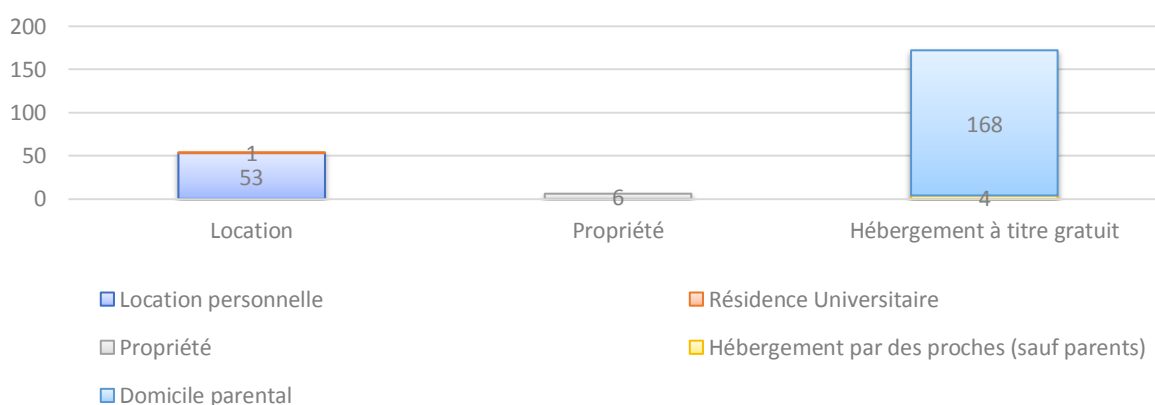 200
150
100
50
0
168
1
53
6
4
Location
Propriété
Hébergement à titre gratuit
Location personnelle
Résidence Universitaire
Propriété
Hébergement par des proches (sauf parents)
Domicile parental